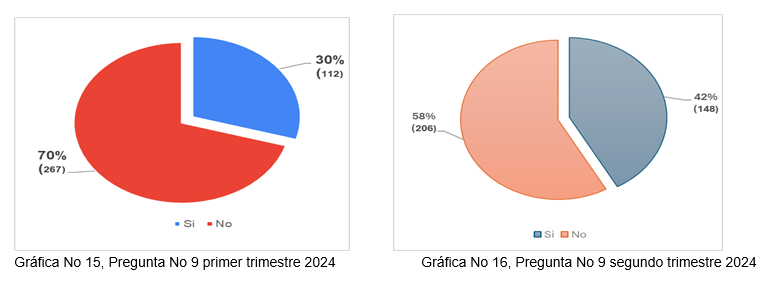 30%
(112)
70%
(267)
Si No
Gráfica No 15, Pregunta No 9 primer trimestre 2024
42%
(148)
58%
(206)
Si No
Gráfica No 16, Pregunta No 9 segundo trimestre 2024